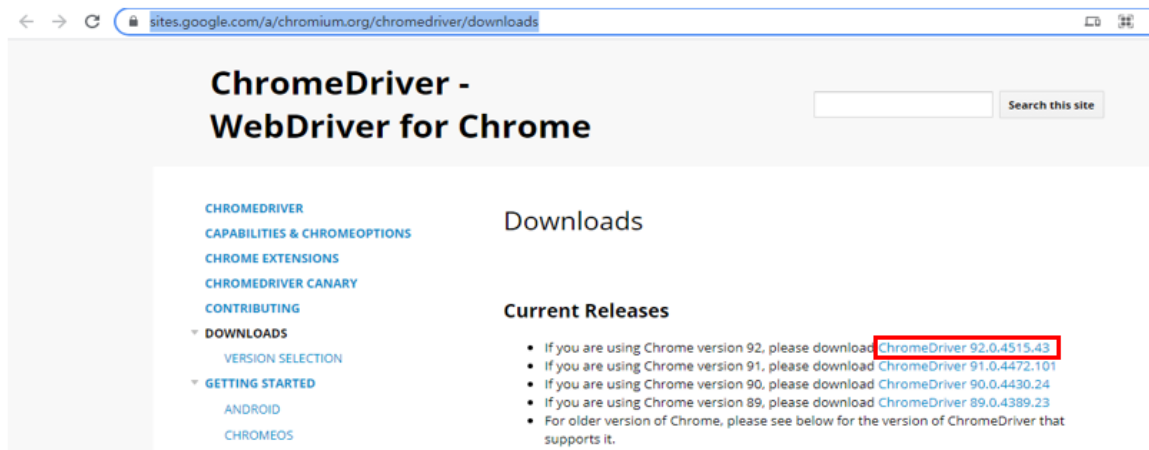 sites.google.com/a/chromium.org/chromedriver/downloads
ChromeDriver -
WebDriver for Chrome
Search this site
CHROMEDRIVER
CAPABILITIES & CHROMEOPTIONS
CHROME EXTENSIONS
CHROMEDRIVER CANARY
CONTRIBUTING
DOWNLOADS
VERSION SELECTION
GETTING STARTED
ANDROID
CHROMEOS
Downloads
Current Releases
If you are using Chrome version 92, please download ChromeDriver 92.0.4515.43
If you are using Chrome version 91, please download ChromeDriver 91.0.4472.101
If you are using Chrome version 90, please download ChromeDriver 90.0.4430.24
If you are using Chrome version 89, please download ChromeDriver 89.0.4389.23
For older version of Chrome, please see below for the version of ChromeDriver that
supports it.